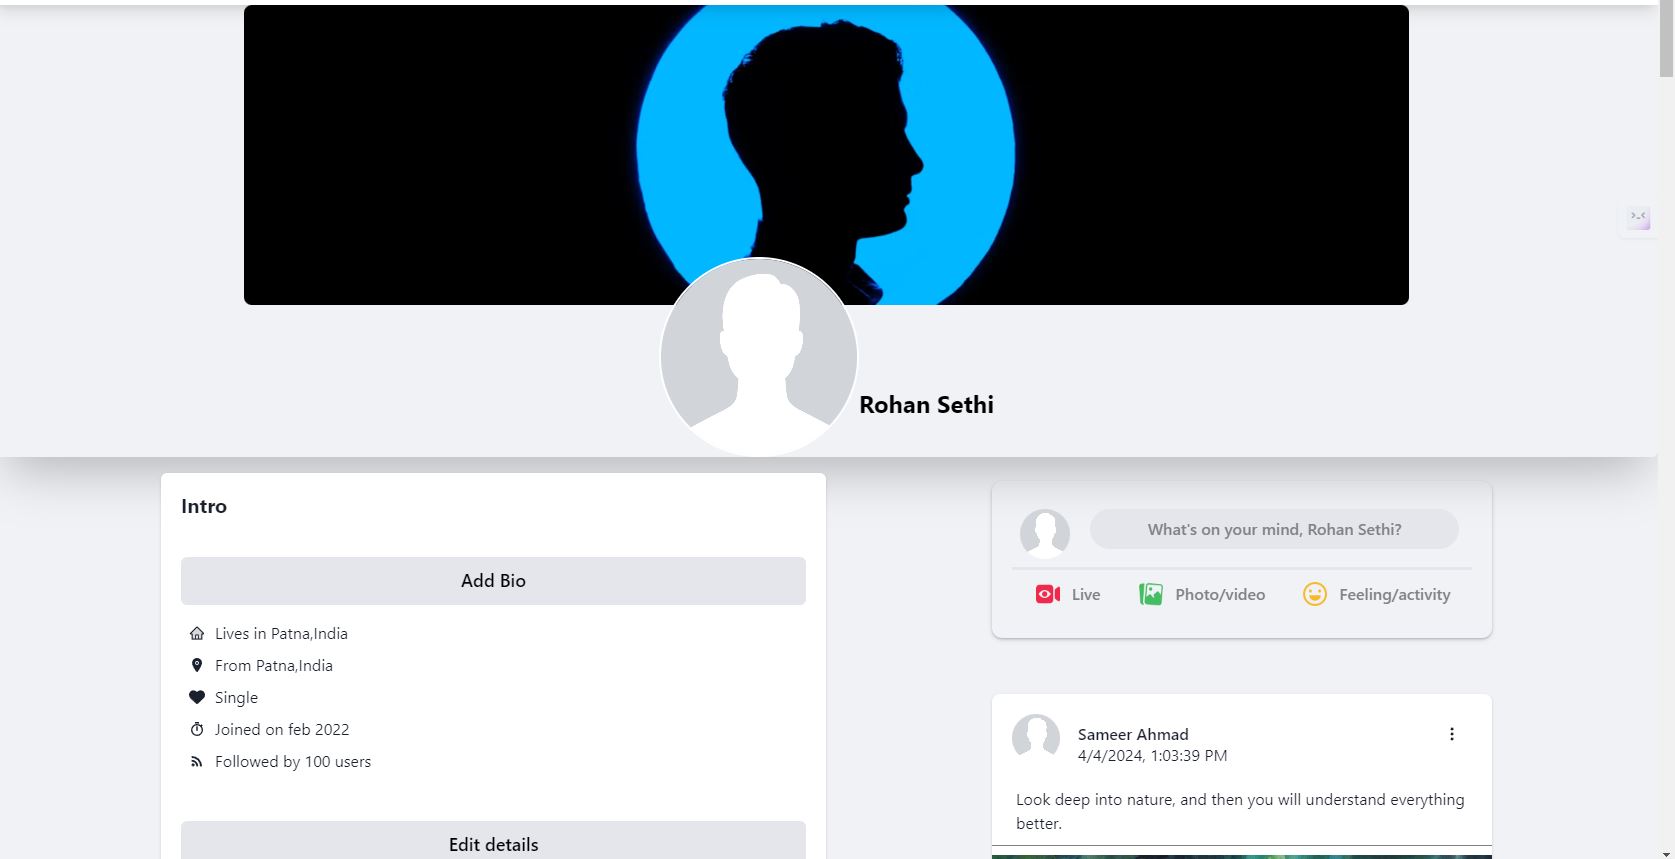 Rohan Sethi
Intro
Add Bio
Lives in Patna,India
From Patna,India
Single
Joined on feb 2022
Followed by 100 users
Edit details
What's on your mind, Rohan Sethi?
Live
Photo/video
Feeling/activity
Sameer Ahmad
4/4/2024, 1:03:39 PM
Look deep into nature, and then you will understand everything
better.